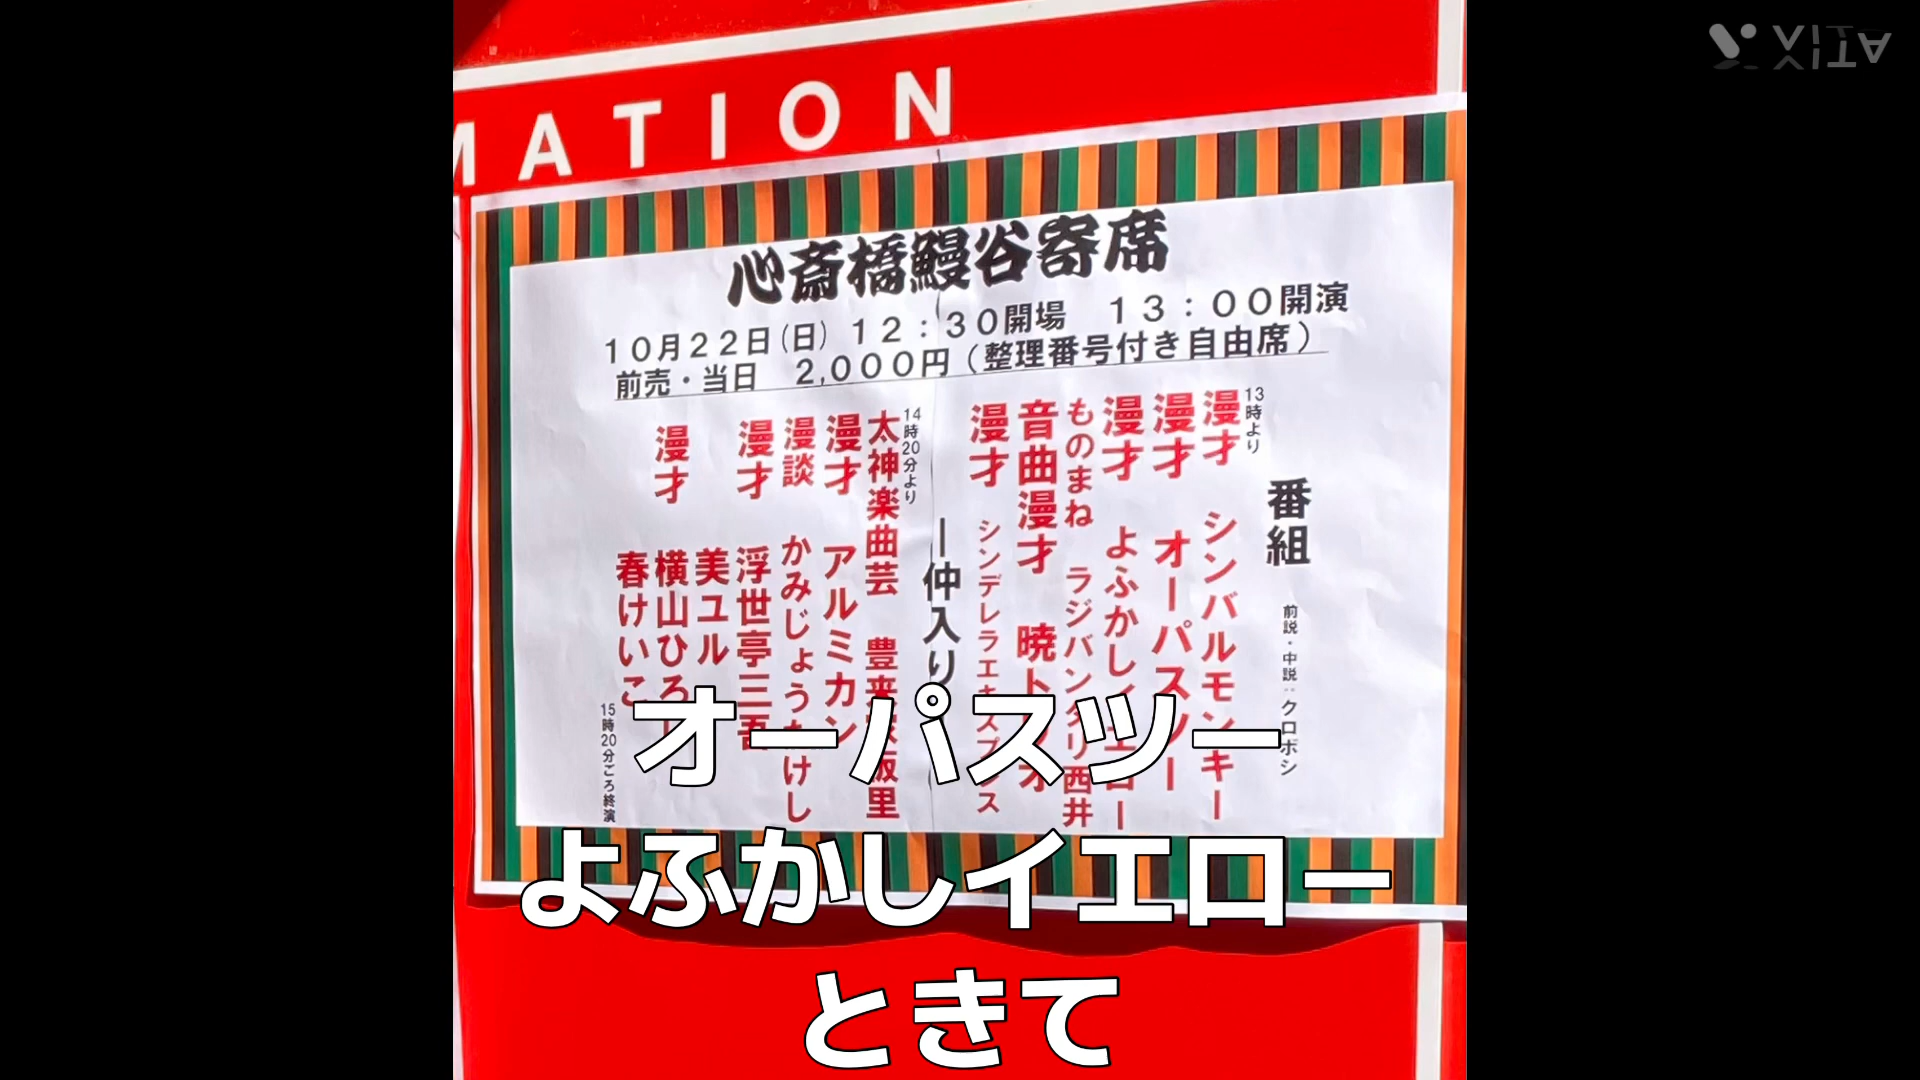 MATION
心斎橋鰻谷寄席
10月22日(日) 12:30開場 13:00開演
前売・当日 2,000円(整理番号付き自由席)
番組
前説・中説:クロボシ
13時より
漫才 シンバルモンキー
漫才 オーパスツー
漫才 よふかしイエロー
ものまね ラジバンダリ西井
音曲漫才 暁ト オ
漫才 シンデレラエキスプレス
―仲入り
14時20分より
太神楽曲芸 豊来家板里
漫才 アルミカン
漫談 かみじょうたけし
漫才 浮世亭三吾
美ユル
漫才 横山ひろし
春けいこ
15時20分ごろ終演
オーパスツー
よふかしイエロー
ときて
VITA